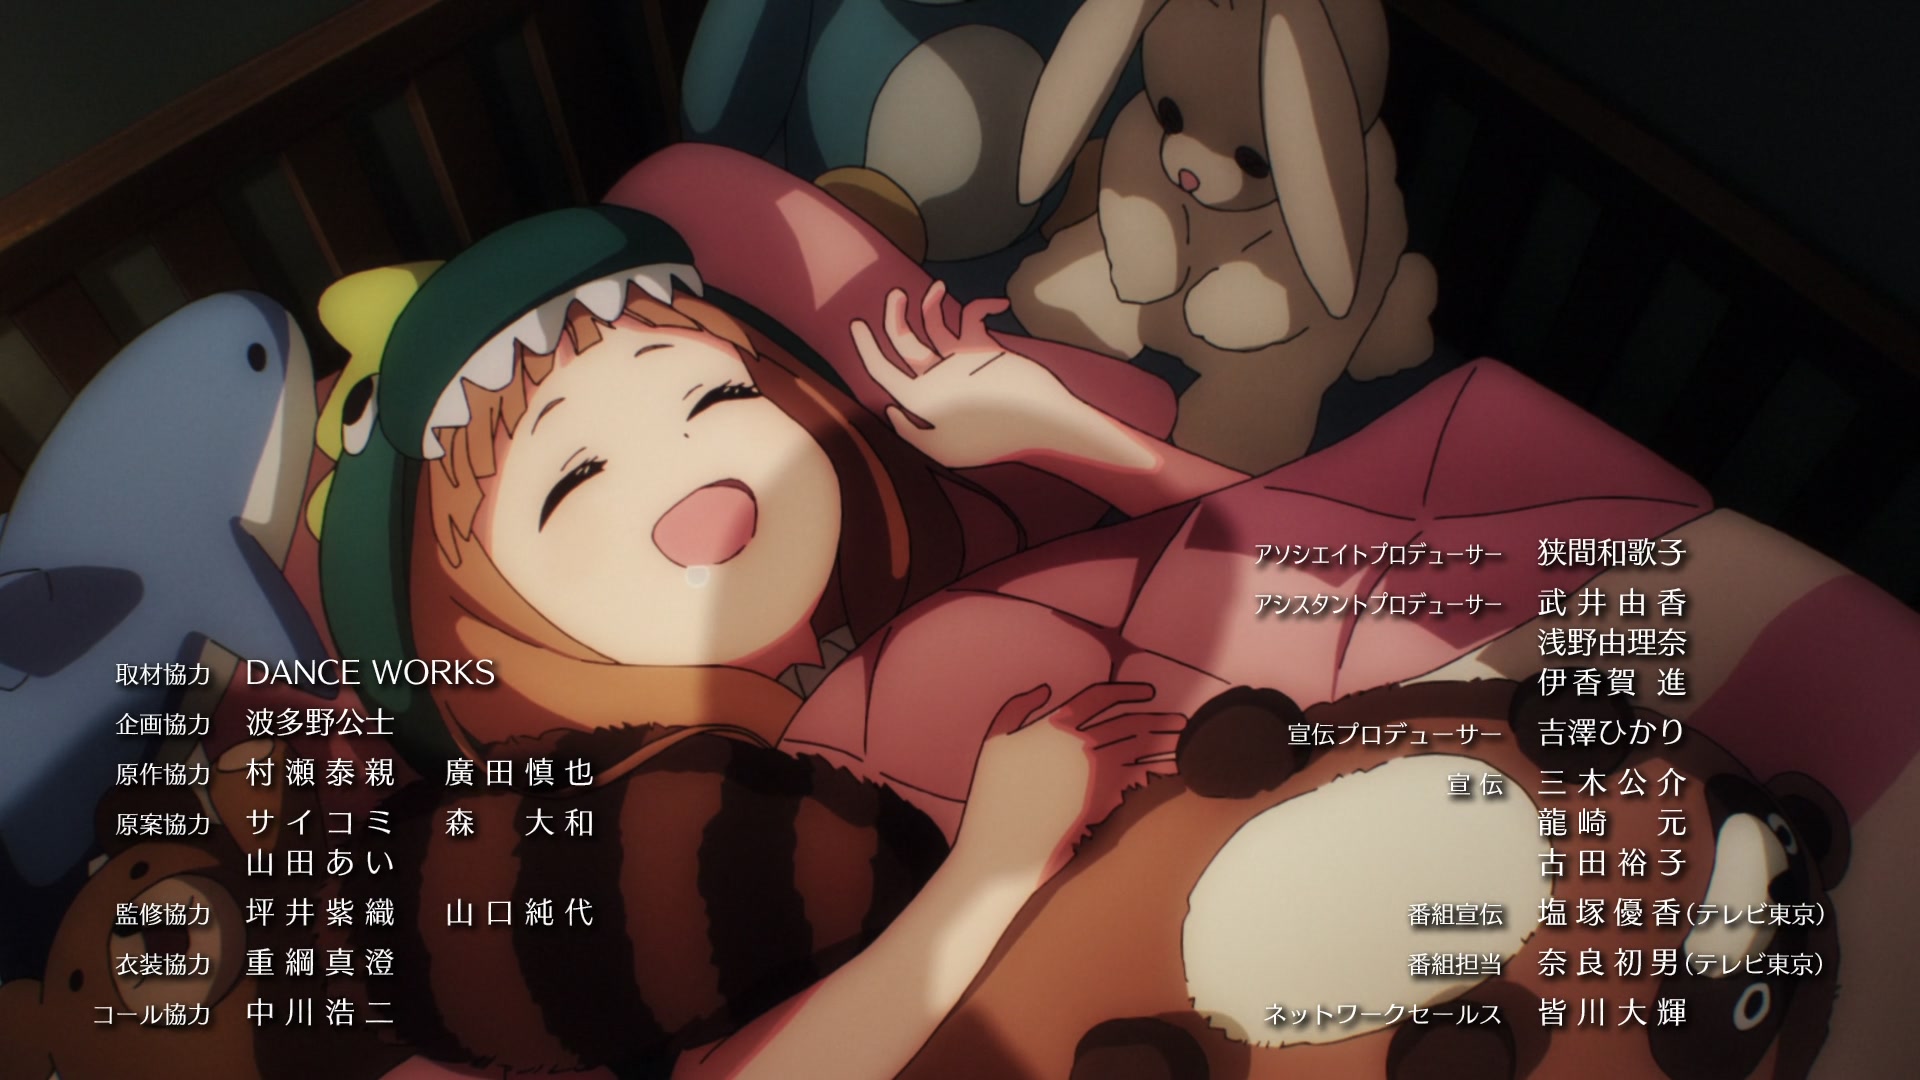 取材協力 DANCE WORKS
企画協力 波多野公士
原作協力 村瀬泰親 廣田慎也
原案協力 サイコミ 森 大和
山田あい
監修協力 坪井紫織 山口純代
衣装協力 重綱真澄
コール協力 中川浩二
アソシエイトプロデューサー 狭間和歌子
アシスタントプロデューサー 武井由香
浅野由理奈
伊香賀 進
宣伝プロデューサー 吉澤ひかり
宣伝 三木公介
龍崎 元
古田裕子
番組宣伝 塩塚優香(テレビ東京)
番組担当 奈良初男(テレビ東京)
ネットワークセールス 皆川大輝